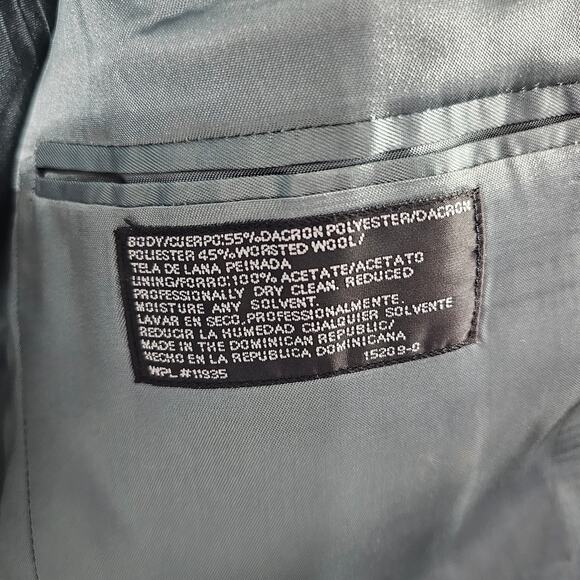 BODY/CUERPO:55% DACRON POLYESTER/DACRON
POLIESTER 45% WORSTED WOOL/
TELA DE LANA PEINADA
LINING/FORRO:100% ACETATE/ACETATO
PROFESSIONALLY DRY CLEAN, REDUCED
MOISTURE ANY SOLVENT.
LAVAR EN SECO.PROFESSIONALMENTE.
REDUCIR LA HUMEDAD CUALQUIER SOLVENTE
MADE IN THE DOMINICAN REPUBLIC/
HECHO EN LA REPUBLICA DOMINICANA
WPL #11935 15209-0